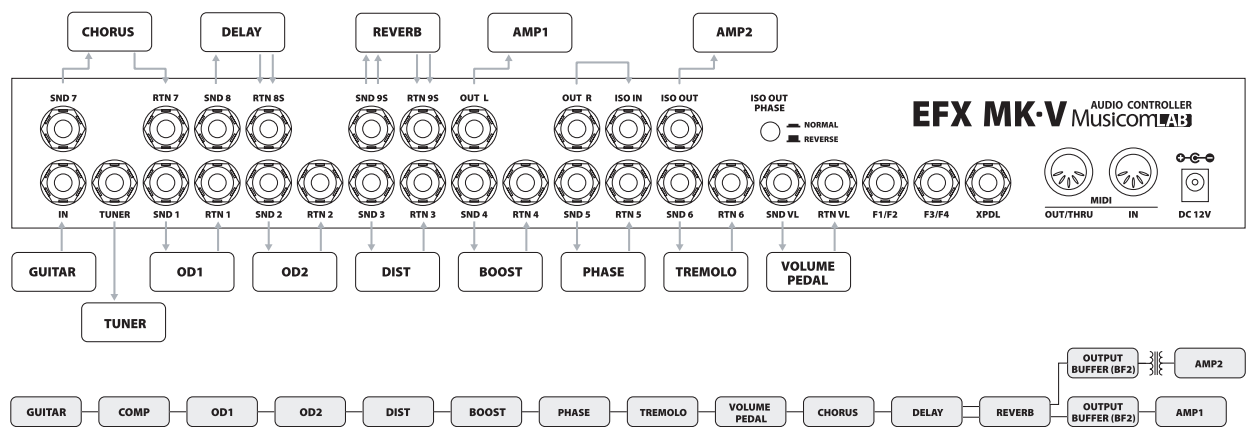 CHORUS DELAY REVERB AMP1 AMP2
SND 7 RTN 7 SND 8 RTN 8S SND 9S RTN 9S OUT L OUT R ISO IN ISO OUT
ISO OUT
PHASE
NORMAL
REVERSE
EFX MK·V
AUDIO CONTROLLER
MusicomLAB
IN TUNER SND 1 RTN 1 SND 2 RTN 2 SND 3 RTN 3 SND 4 RTN 4 SND 5 RTN 5 SND 6 RTN 6 SND VL RTN VL F1/F2 F3/F4 XPDL
MIDI
OUT/THRU IN DC 12V
GUITAR OD1 OD2 DIST BOOST PHASE TREMOLO
VOLUME
PEDAL
TUNER
OUTPUT
BUFFER (BF2)
AMP2
GUITAR COMP OD1 OD2 DIST BOOST PHASE TREMOLO
VOLUME
PEDAL
CHORUS DELAY REVERB
OUTPUT
BUFFER (BF2)
AMP1